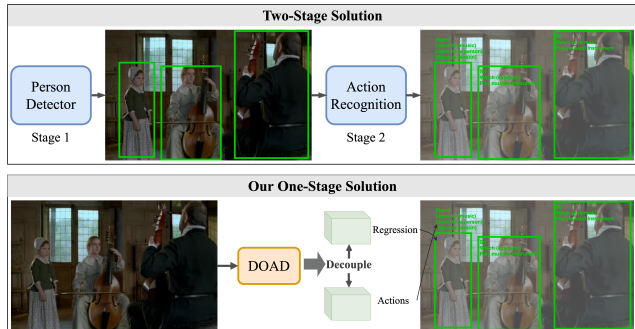 Two-Stage Solution
Person
Detector
Stage 1
Action
Recognition
Stage 2
Our One-Stage Solution
DOAD
Decouple
Regression
Actions